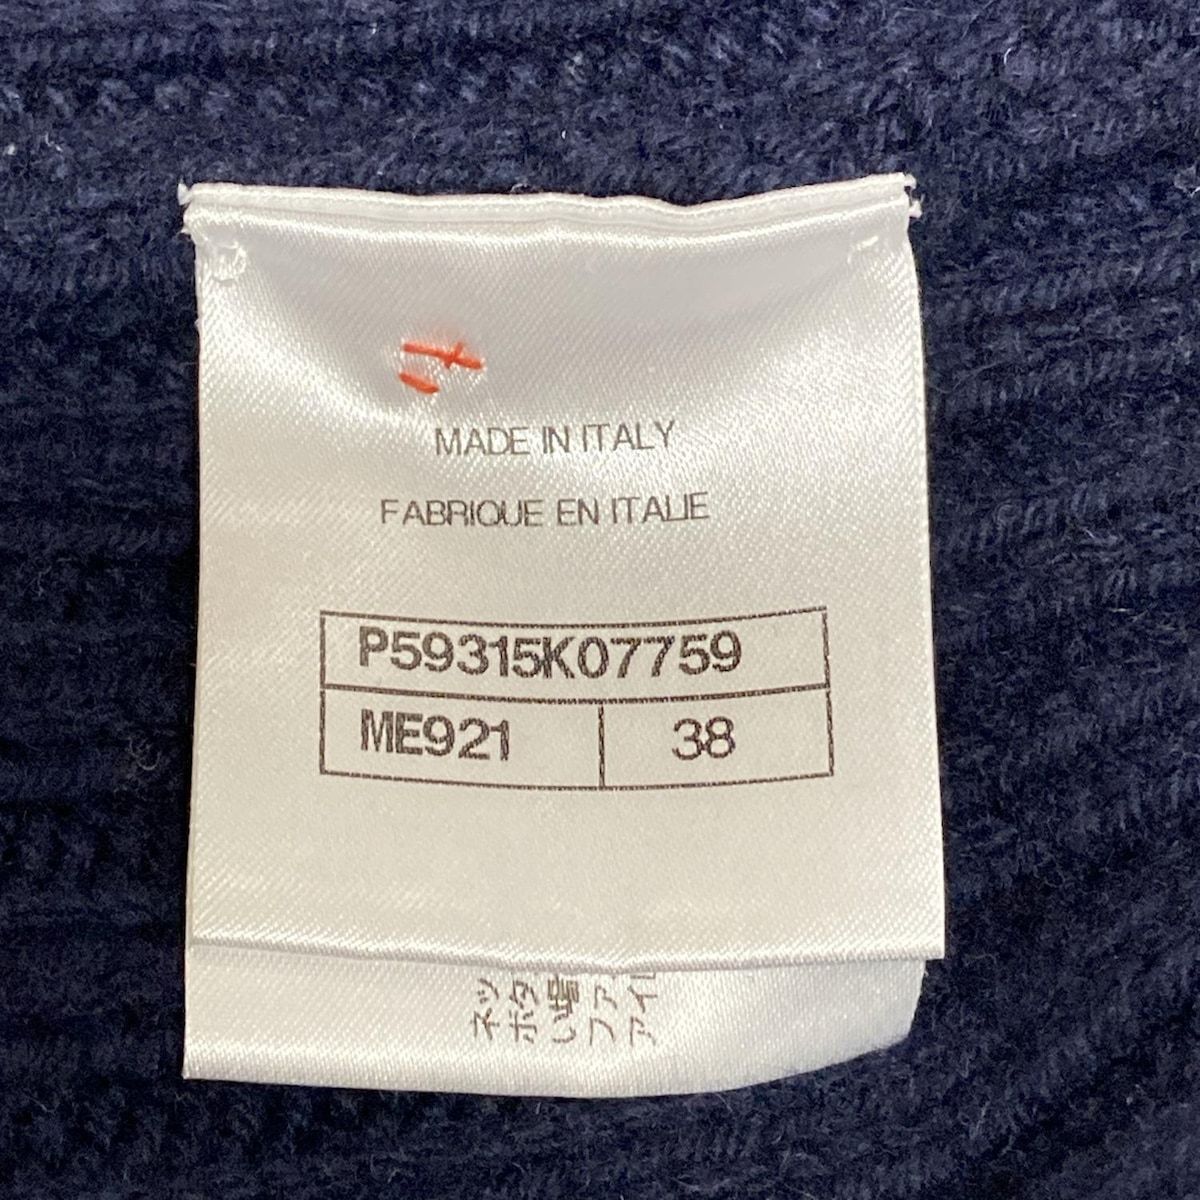 MADE IN ITALY
FABRIQUE EN ITALIE
P59315K07759
ME921 38